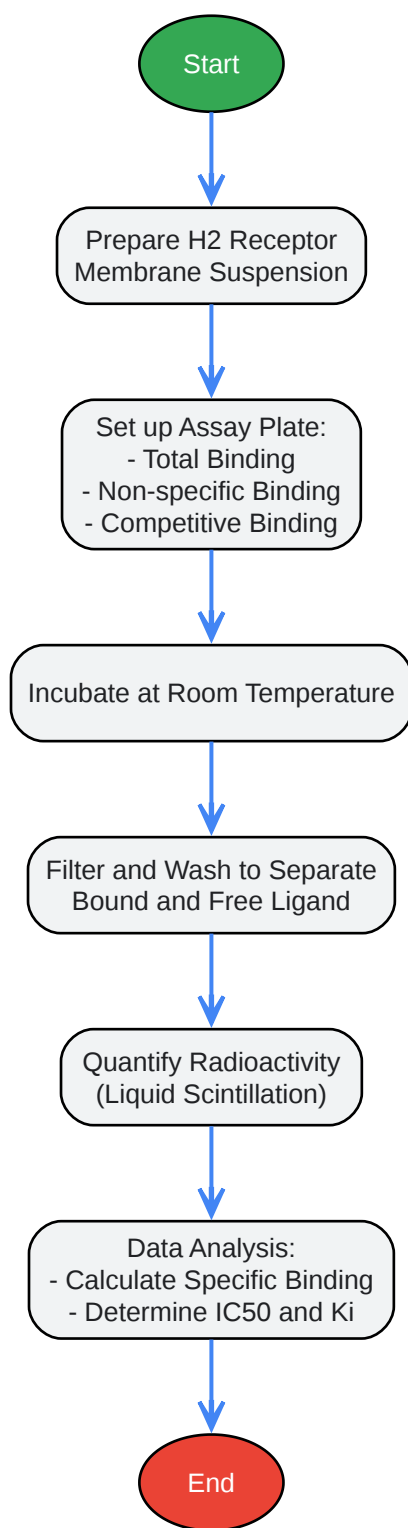 Start
Prepare H2 Receptor
Membrane Suspension
Set up Assay Plate:
- Total Binding
- Non-specific Binding
- Competitive Binding
Incubate at Room Temperature
Filter and Wash to Separate
Bound and Free Ligand
Quantify Radioactivity
(Liquid Scintillation)
Data Analysis:
- Calculate Specific Binding
- Determine IC50 and Ki
End